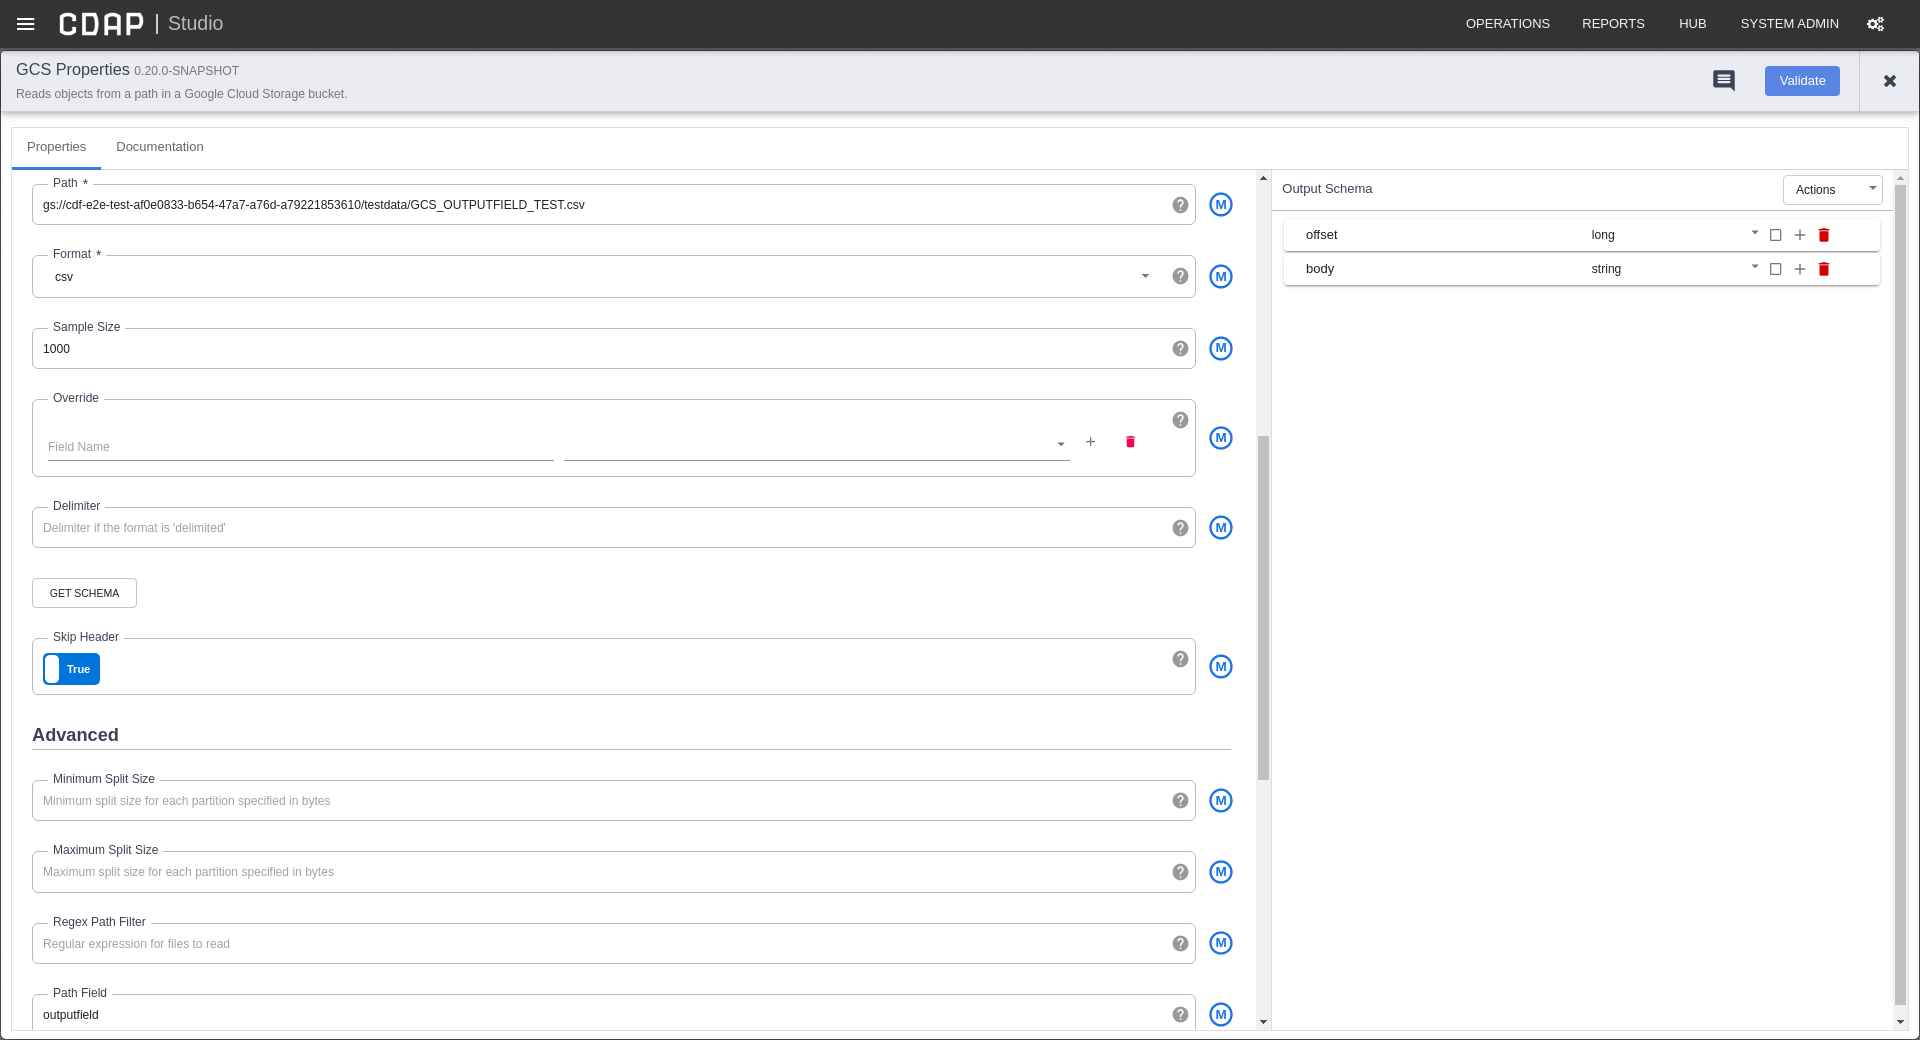 CDAP | Studio
OPERATIONS REPORTS HUB SYSTEM ADMIN
GCS Properties 0.20.0-SNAPSHOT
Reads objects from a path in a Google Cloud Storage bucket.
Validate
Properties Documentation
Path *
gs://cdf-e2e-test-af0e0833-b654-47a7-a76d-a79221853610/testdata/GCS_OUTPUTFIELD_TEST.csv
M
Format *
csv
M
Sample Size
1000
M
Override
Field Name
M
Delimiter
Delimiter if the format is 'delimited'
M
GET SCHEMA
Skip Header
True
M
Advanced
Minimum Split Size
Minimum split size for each partition specified in bytes
M
Maximum Split Size
Maximum split size for each partition specified in bytes
M
Regex Path Filter
Regular expression for files to read
M
Path Field
outputfield
M
Output Schema
Actions
offset long
body string